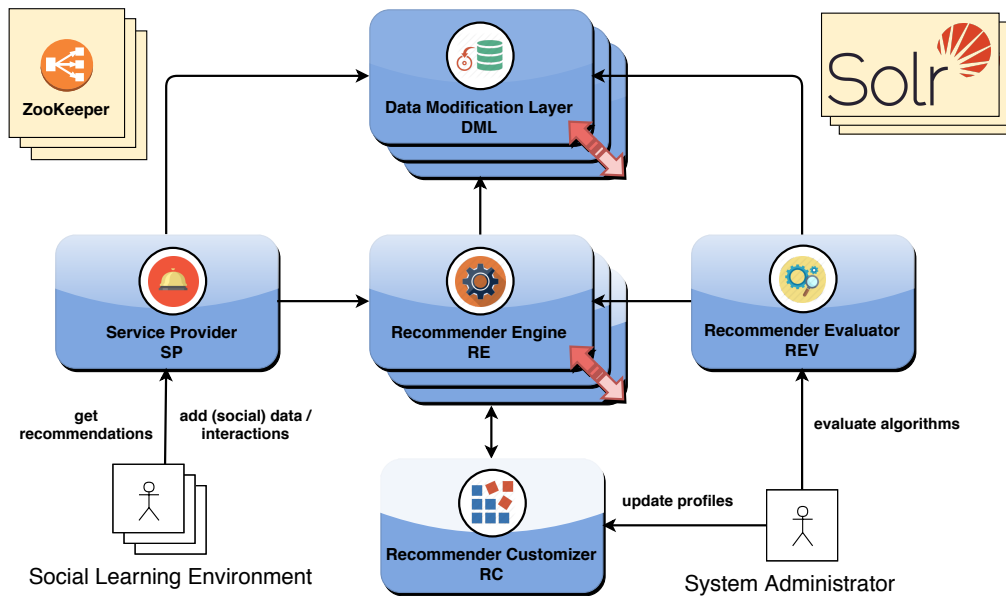 ZooKeeper
Data Modification Layer
DML
Solr
Service Provider
SP
Recommender Engine
RE
Recommender Evaluator
REV
get
recommendations
add (social) data /
interactions
evaluate algorithms
update profiles
Recommender Customizer
RC
Social Learning Environment
System Administrator